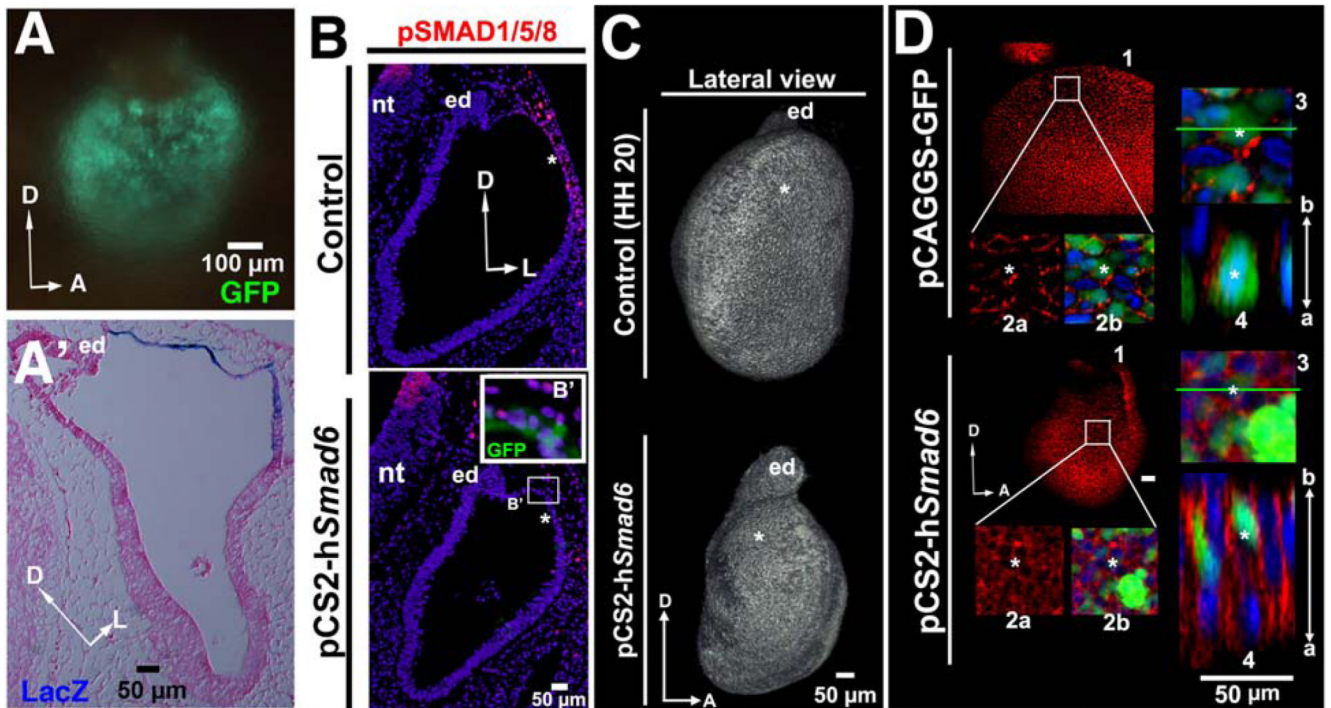 A
D
A
100 µm
GFP
A'
ed
D
L
LacZ
50 µm
B
pSMAD1/5/8
Control
nt
ed
*
D
L
pCS2-hSmad6
B'
GFP
nt
ed
B'
*
50 µm
C
Lateral view
Control (HH 20)
ed
*
pCS2-hSmad6
ed
*
D
A
50 µm
D
pCAGGS-GFP
1
3
*
b
*
*
*
a
2a
2b
4
pCS2-hSmad6
1
3
*
D
A
b
*
*
*
a
2a
2b
4
50 µm